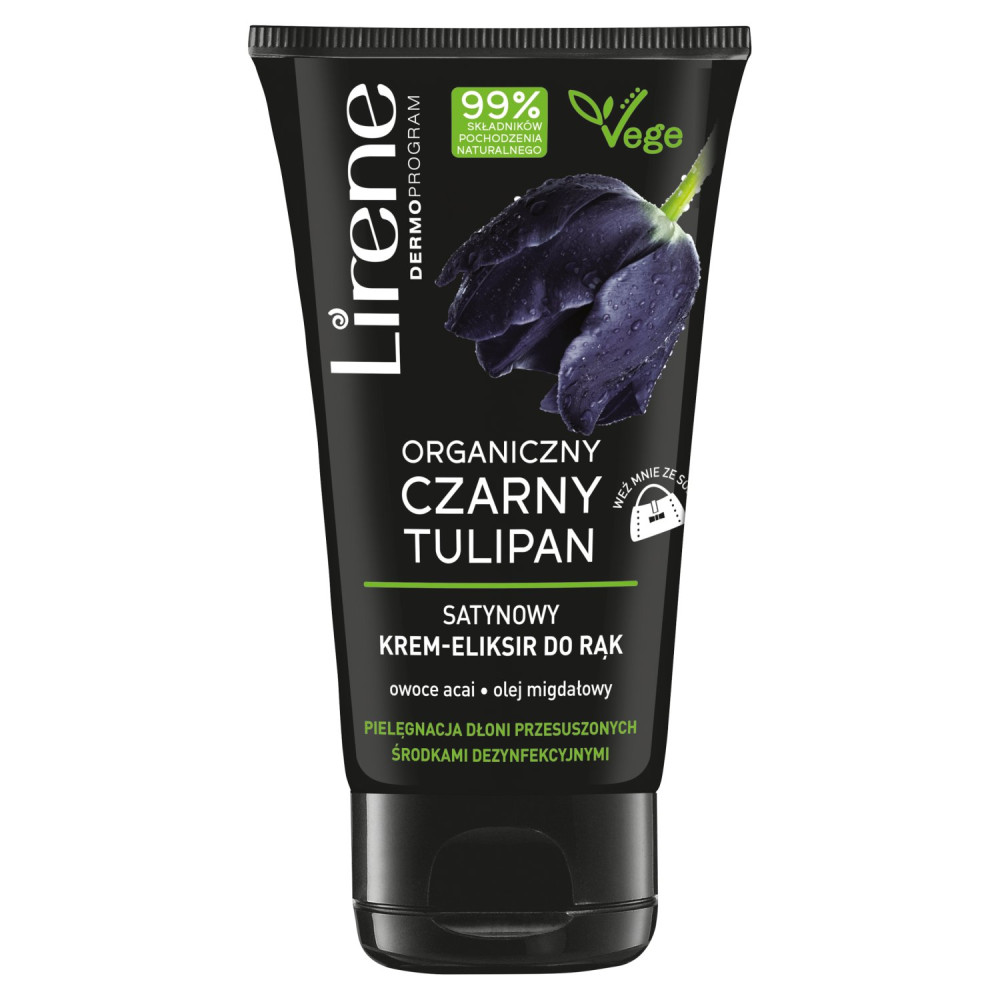 Lirene
DERMOPROGRAM
99%
SKŁADNIKÓW
POCHODZENIA
NATURALNEGO
Vege
ORGANICZNY
CZARNY
TULIPAN
WEŹ MNIE ZE
SATYNOWY
KREM-ELIKSIR DO RĄK
owoce acai • olej migdałowy
PIELĘGNACJA DŁONI PRZESUSZONYCH
ŚRODKAMI DEZYNFEKCYJNYMI